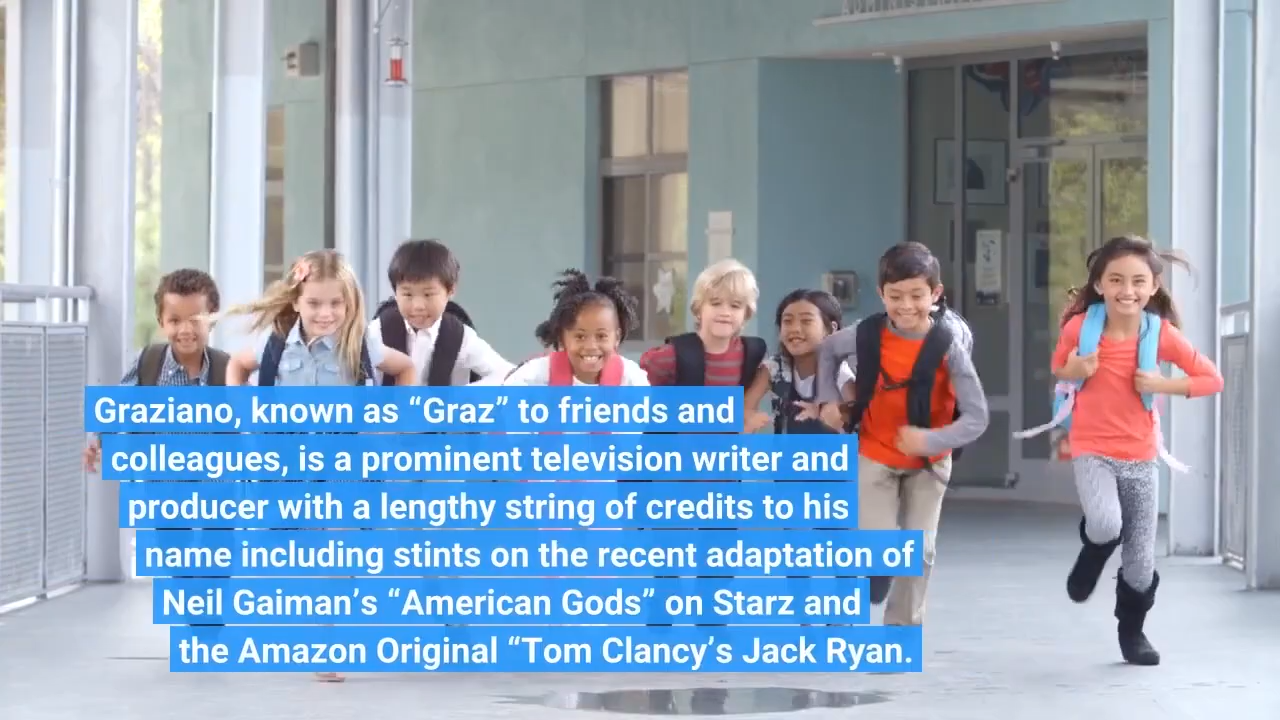 Graziano, known as “Graz” to friends and
colleagues, is a prominent television writer and
producer with a lengthy string of credits to his
name including stints on the recent adaptation of
Neil Gaiman’s “American Gods” on Starz and
the Amazon Original “Tom Clancy’s Jack Ryan.